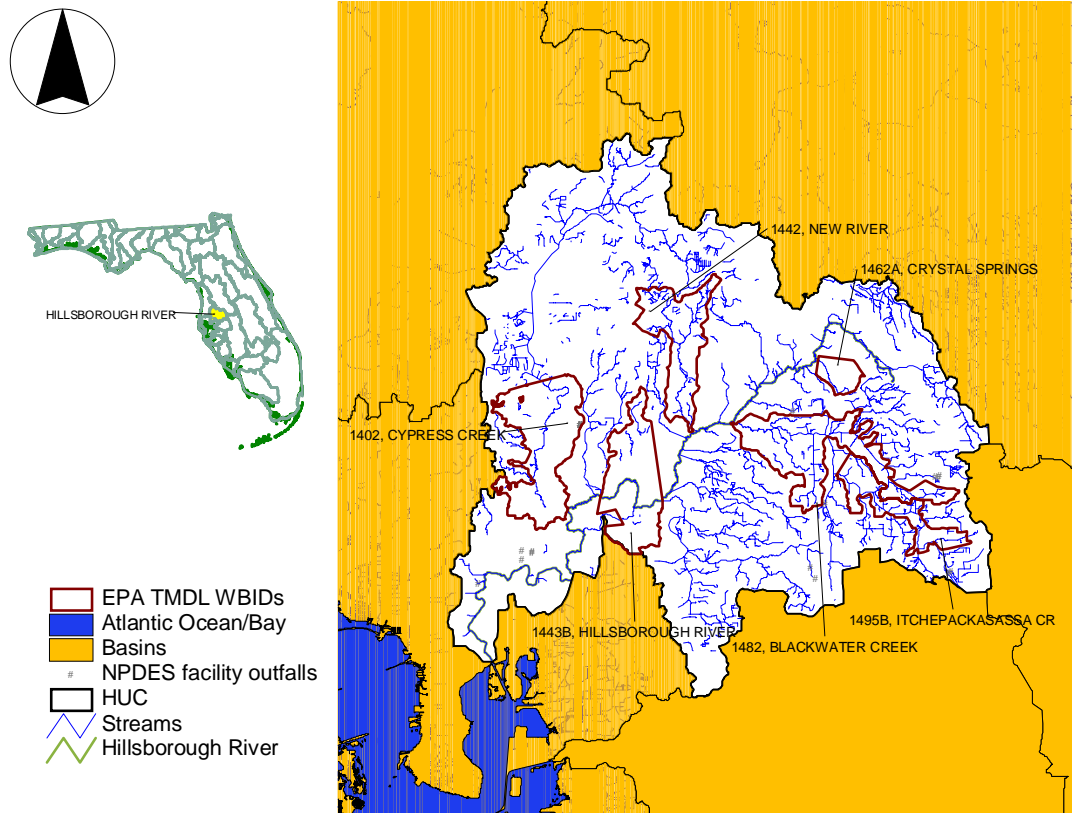 1442, NEW RIVER
1462A, CRYSTAL SPRINGS
HILLSBOROUGH RIVER
1402, CYPRESS CREEK
EPA TMDL WBIDs
Atlantic Ocean/Bay
Basins
# NPDES facility outfalls
HUC
Streams
Hillsborough River
1443B, HILLSBOROUGH RIVER
1482, BLACKWATER CREEK
1495B, ITCHEPACKASASSA CR